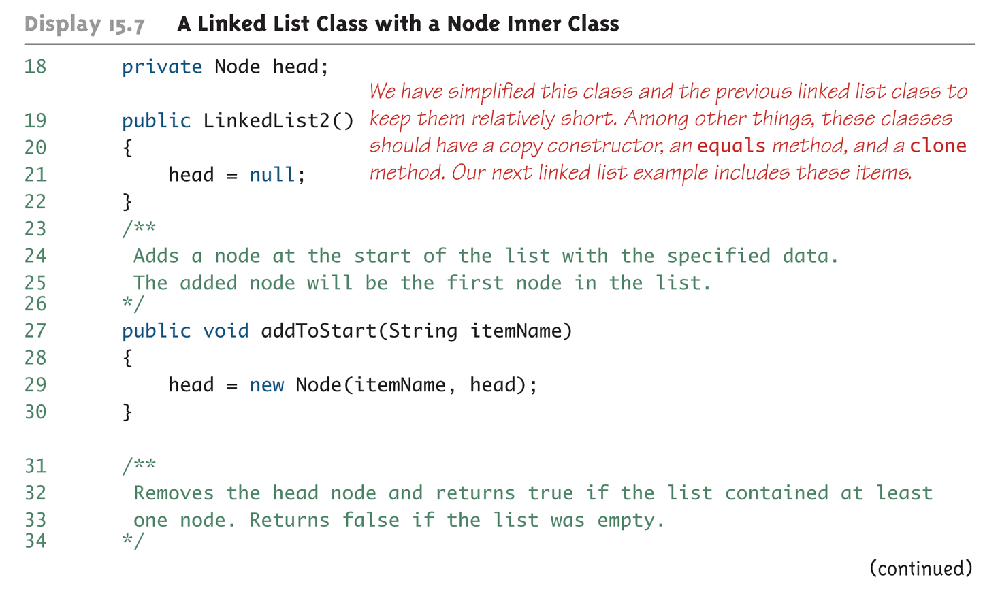 Display 15.7 A Linked List Class with a Node Inner Class
18 private Node head;
We have simplified this class and the previous linked list class to
keep them relatively short. Among other things, these classes
should have a copy constructor, an equals method, and a clone
method. Our next linked list example includes these items.
19 public LinkedList2()
20 {
21 head = null;
22 }
23 /**
24 Adds a node at the start of the list with the specified data.
25 The added node will be the first node in the list.
26 */
27 public void addToStart(String itemName)
28 {
29 head = new Node(itemName, head);
30 }
31 /**
32 Removes the head node and returns true if the list contained at least
33 one node. Returns false if the list was empty.
34 */
(continued)